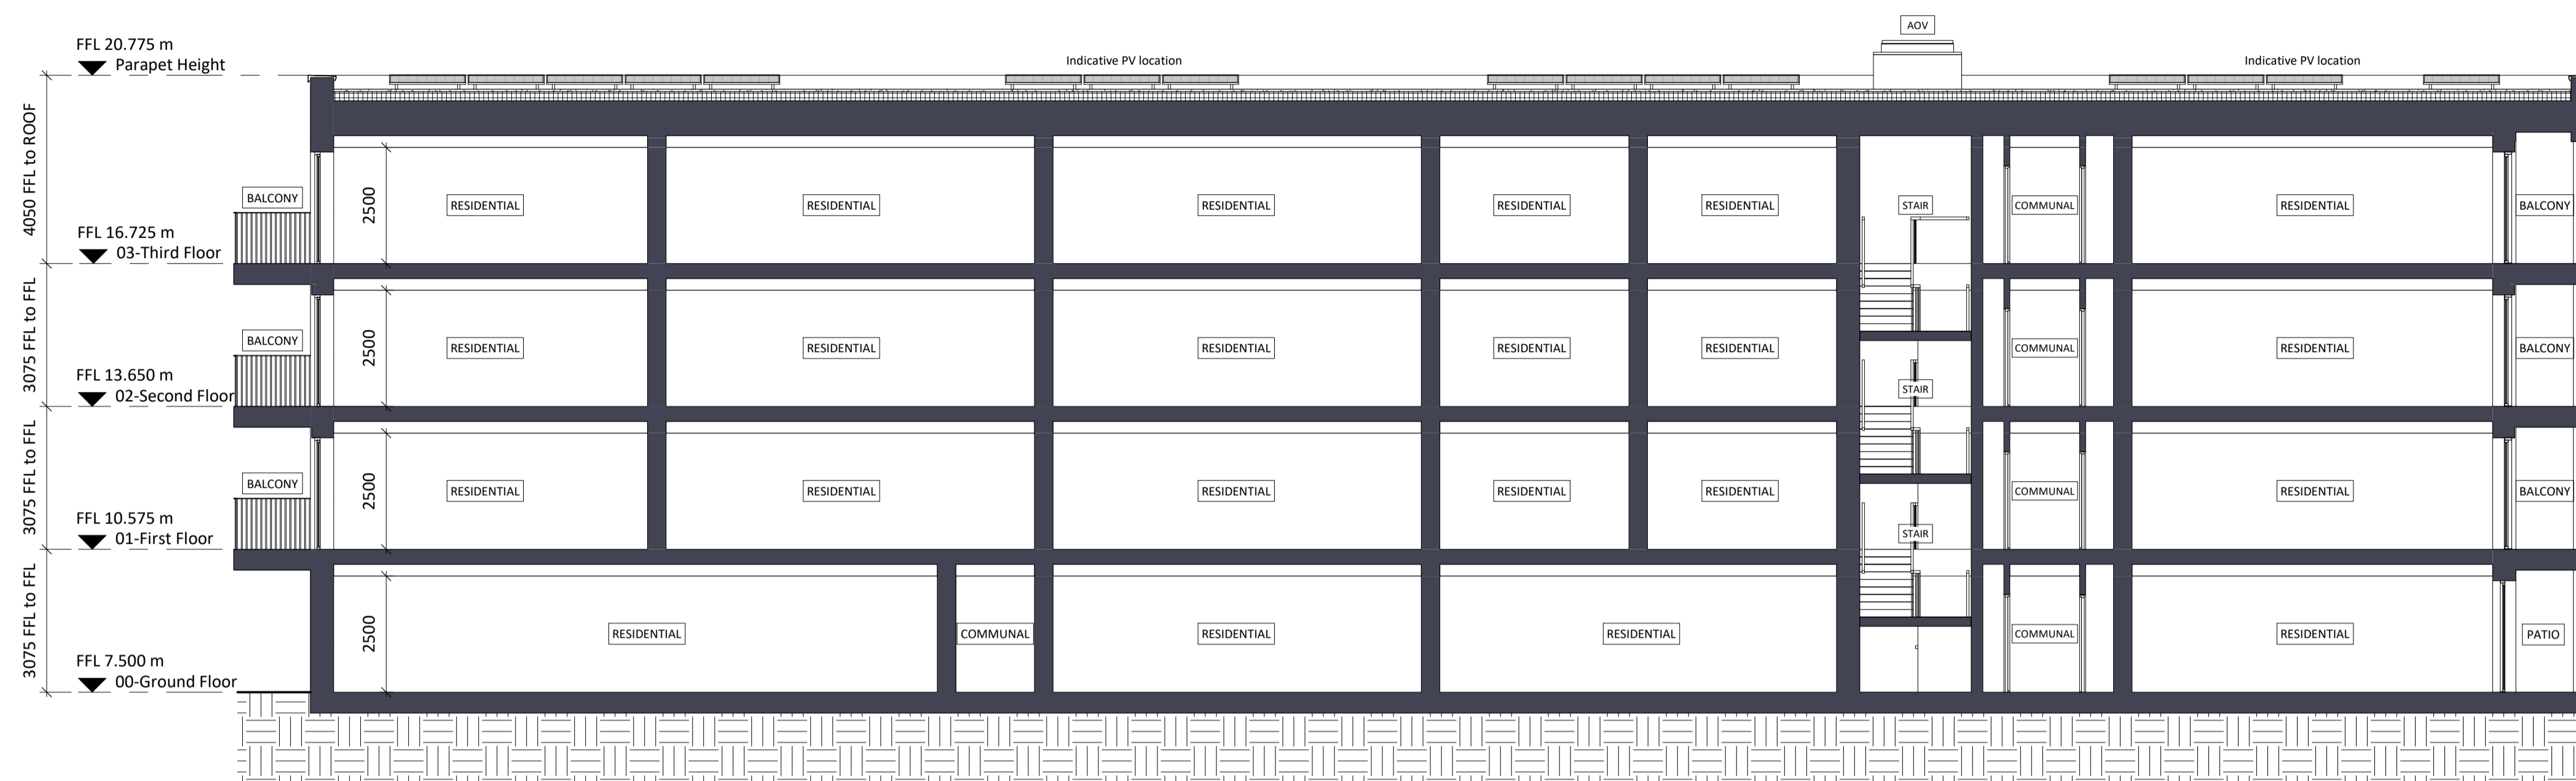 AOV
FFL 20.775 m
Parapet Height
Indicative PV location
Indicative PV location
4050 FFL to ROOF
BALCONY
2500
RESIDENTIAL
RESIDENTIAL
RESIDENTIAL
RESIDENTIAL
RESIDENTIAL
STAIR
COMMUNAL
RESIDENTIAL
BALCONY
FFL 16.725 m
03-Third Floor
3075 FFL to FFL
BALCONY
2500
RESIDENTIAL
RESIDENTIAL
RESIDENTIAL
RESIDENTIAL
RESIDENTIAL
STAIR
COMMUNAL
RESIDENTIAL
BALCONY
FFL 13.650 m
02-Second Floor
3075 FFL to FFL
BALCONY
2500
RESIDENTIAL
RESIDENTIAL
RESIDENTIAL
RESIDENTIAL
RESIDENTIAL
STAIR
COMMUNAL
RESIDENTIAL
BALCONY
FFL 10.575 m
01-First Floor
3075 FFL to FFL
2500
RESIDENTIAL
COMMUNAL
RESIDENTIAL
RESIDENTIAL
COMMUNAL
RESIDENTIAL
PATIO
FFL 7.500 m
00-Ground Floor